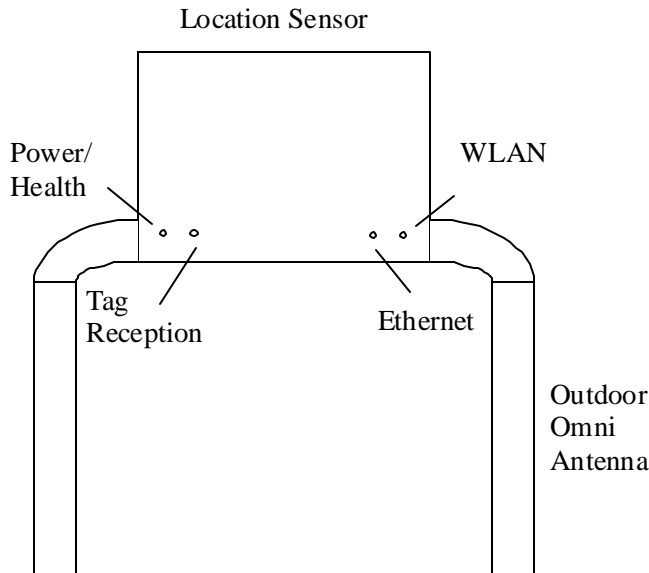 Location Sensor
Power/
Health
WLAN
Tag
Reception
Ethernet
Outdoor
Omni
Antenna